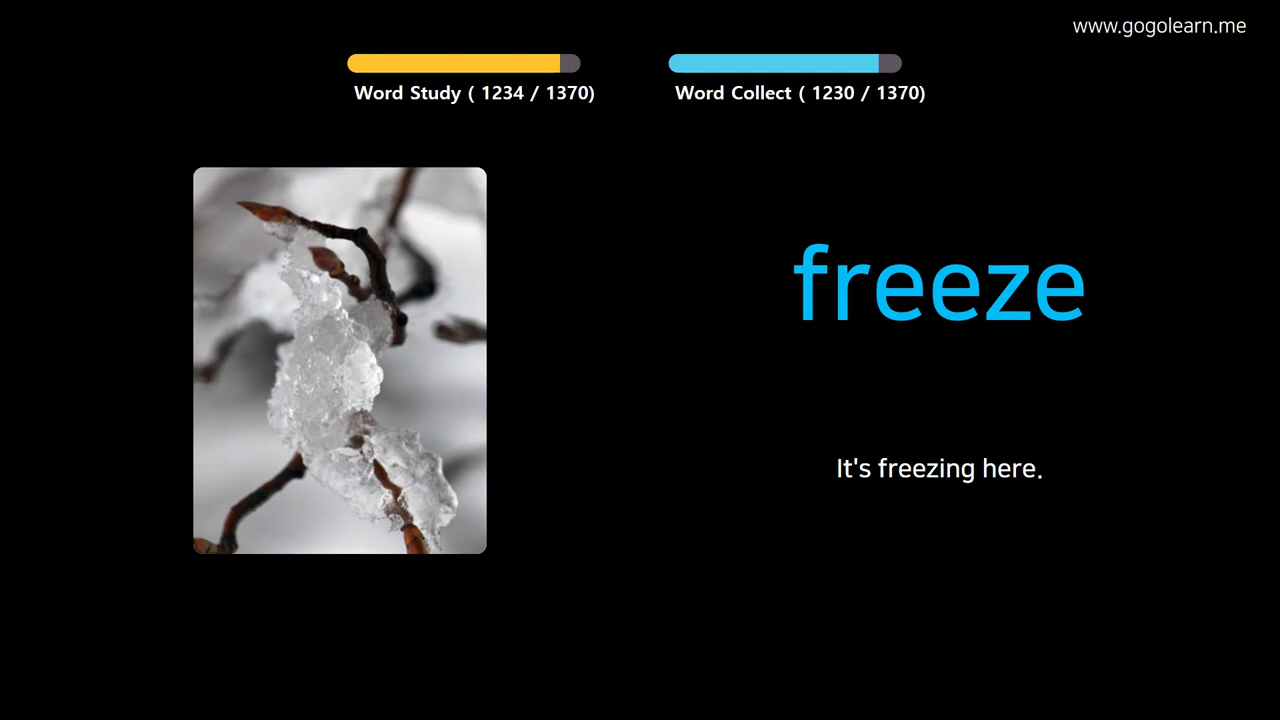 www.gogolearn.me
Word Study ( 1234 / 1370)
Word Collect ( 1230 / 1370)
freeze
It's freezing here.